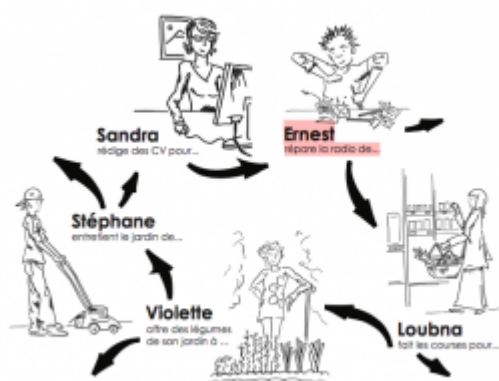 Sandra
rédige des CV pour...
Ernest
répare la radio de...
Stéphane
entretient le jardin de...
Violette
offre des légumes
de son jardin à ...
Loubna
fait les courses pour...